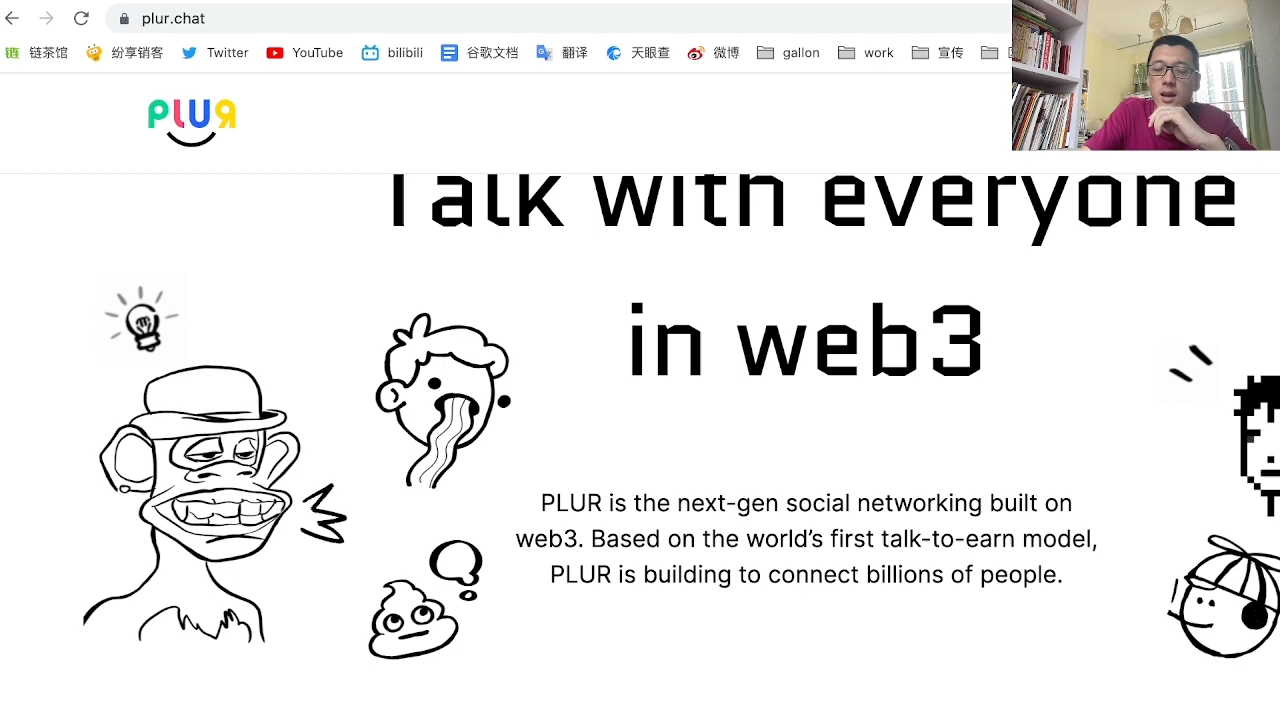 plur.chat
链 链茶馆 纷享销客 Twitter YouTube bilibili 谷歌文档 翻译 天眼查 微博 gallon work 宣传
PLUR
Talk with everyone
in web3
PLUR is the next-gen social networking built on
web3. Based on the world’s first talk-to-earn model,
PLUR is building to connect billions of people.